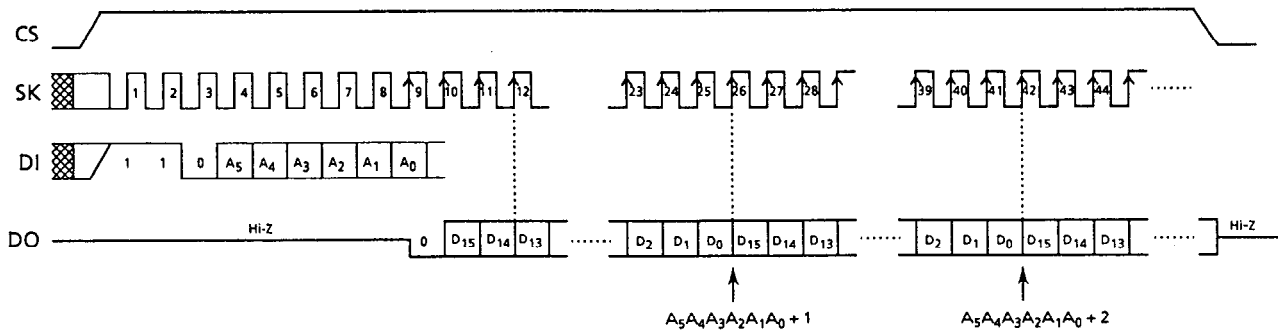 CS
SK 1 2 3 4 5 6 7 8 9 10 11 12 23 24 25 26 27 28 39 40 41 42 43 44
DI 1 1 0 A5 A4 A3 A2 A1 A0
DO Hi-Z 0 D15 D14 D13 D2 D1 D0 D15 D14 D13 D2 D1 D0 D15 D14 D13 Hi-Z
A5A4A3A2A1A0 + 1 A5A4A3A2A1A0 + 2